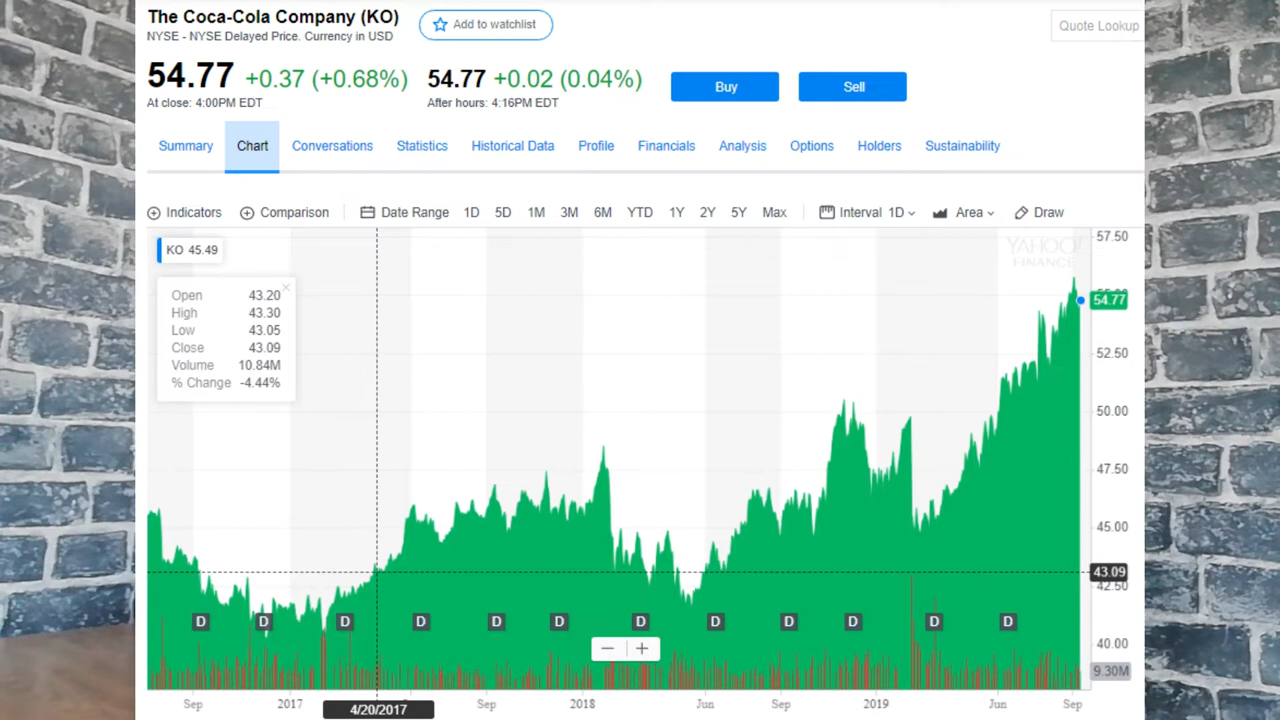 The Coca-Cola Company (KO)
Add to watchlist
Quote Lookup
NYSE - NYSE Delayed Price. Currency in USD
54.77 +0.37 (+0.68%) 54.77 +0.02 (0.04%)
Buy Sell
At close: 4:00PM EDT After hours: 4:16PM EDT
Summary Chart Conversations Statistics Historical Data Profile Financials Analysis Options Holders Sustainability
Indicators Comparison Date Range 1D 5D 1M 3M 6M YTD 1Y 2Y 5Y Max Interval 1D Area Draw
57.50
KO 45.49
YAHOO!
FINANCE
Open 43.20
High 43.30
Low 43.05
Close 43.09
Volume 10.84M
% Change -4.44%
54.77
52.50
50.00
47.50
45.00
43.09
42.50
D D D D D D D D D D D D
40.00
9.30M
Sep 2017 4/20/2017 Sep 2018 Jun Sep 2019 Jun Sep